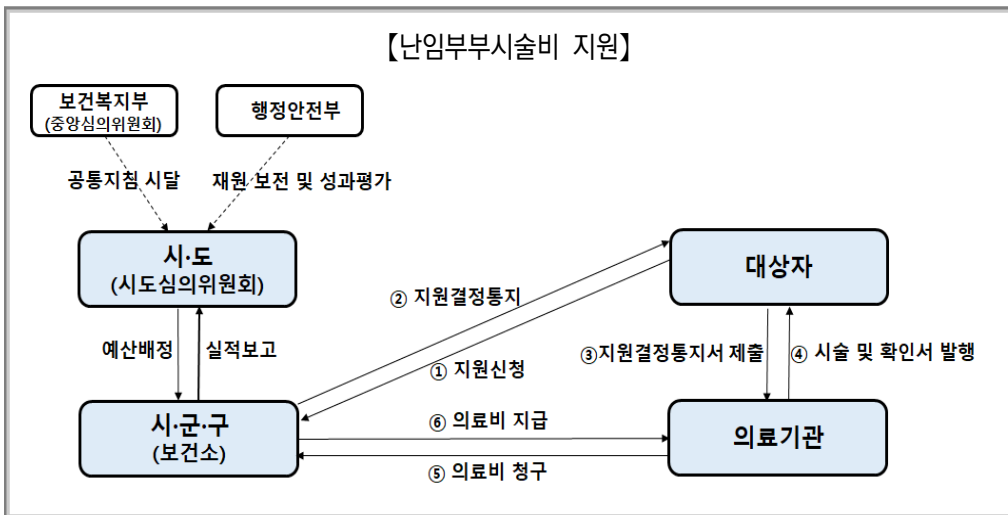 【난임부부시술비 지원】
보건복지부
(중앙심의위원회)
행정안전부
공통지침 시달
재원 보전 및 성과평가
시·도
(시도심의위원회)
대상자
② 지원결정통지
예산배정
실적보고
① 지원신청
③지원결정통지서 제출
④ 시술 및 확인서 발행
시·군·구
(보건소)
⑥ 의료비 지급
의료기관
⑤ 의료비 청구